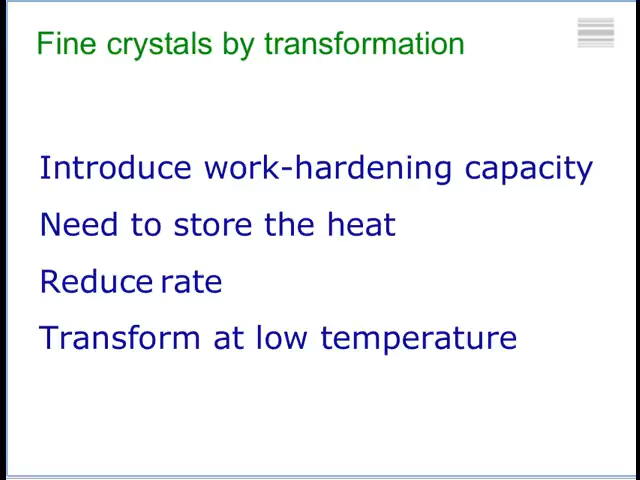 Fine crystals by transformation
Introduce work-hardening capacity
Need to store the heat
Reduce rate
Transform at low temperature